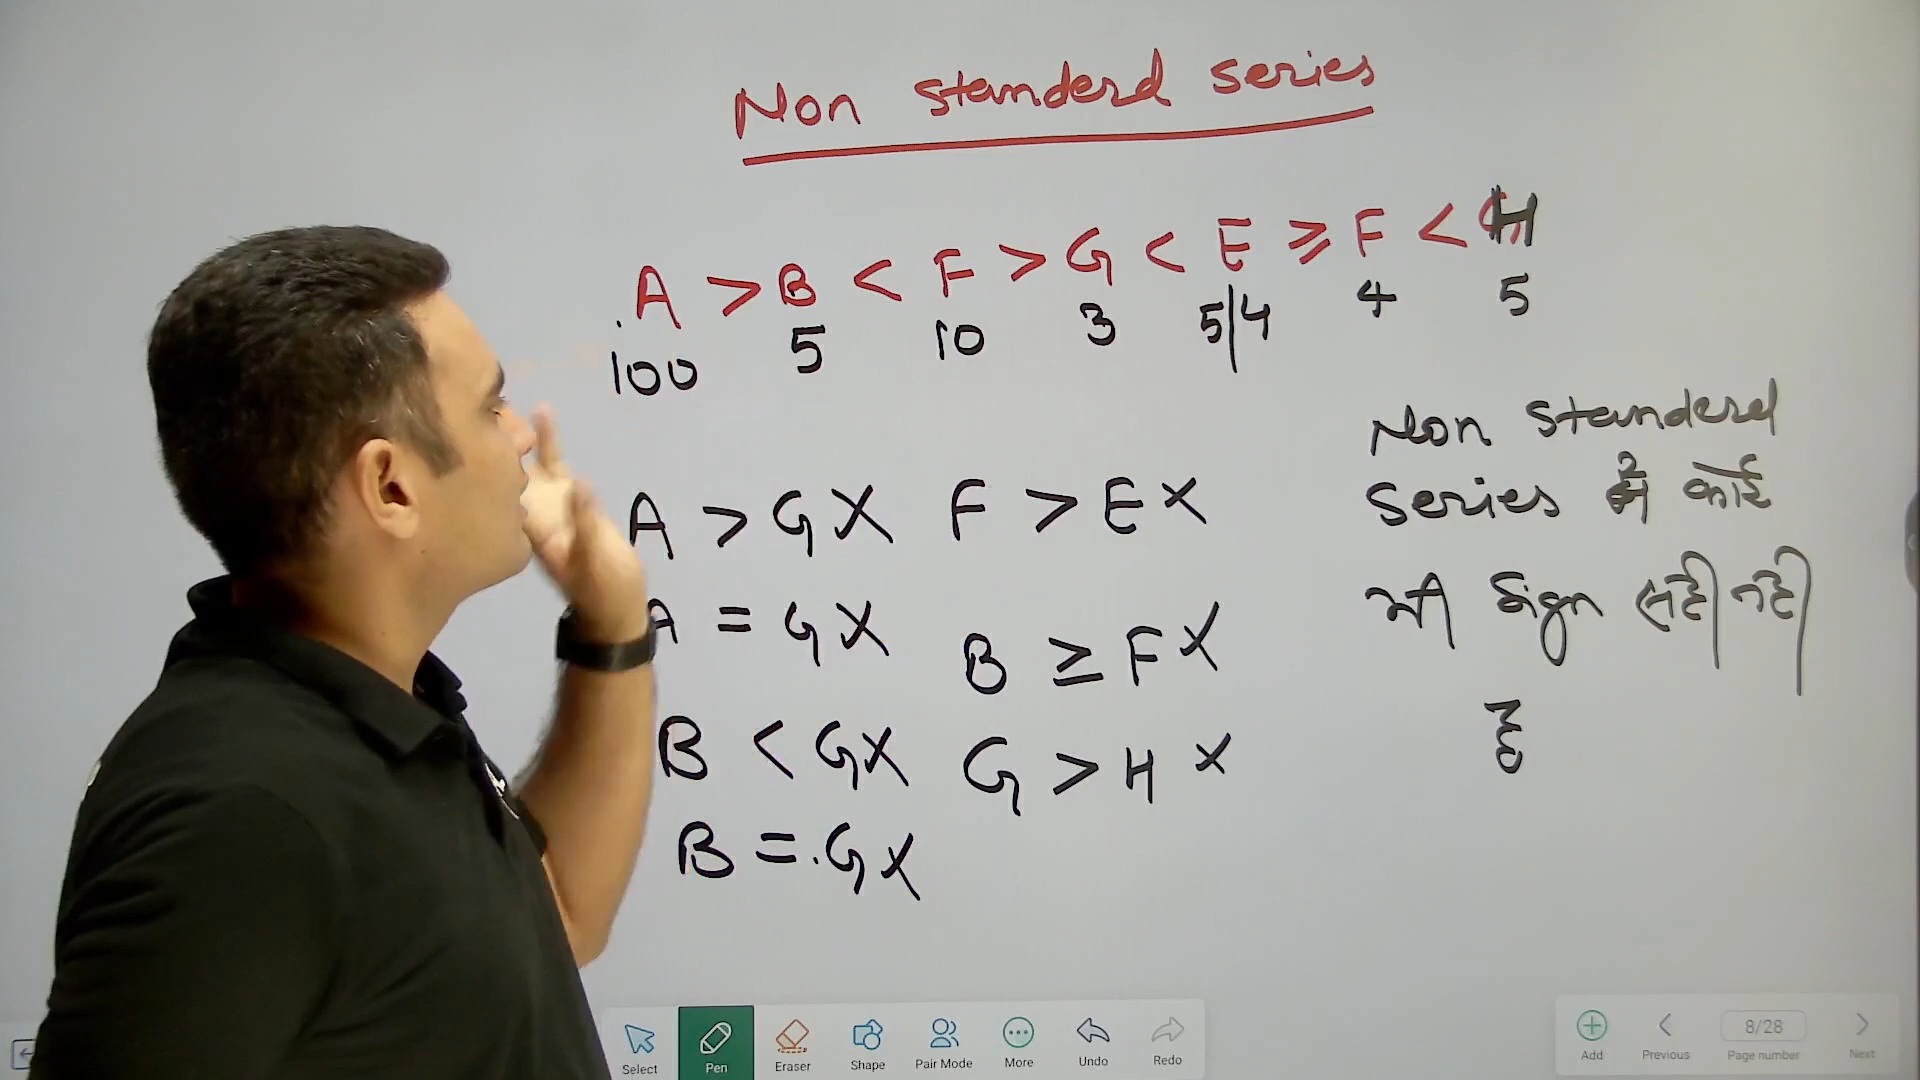 Non standerd series
A > B < F > G < E ≥ F < H
100 5 10 3 5|4 4 5
Non standerd
series में कोई
भी sign सही नही
है
A > G X F > E X
A = G X B ≥ F X
B < G X G > H X
B = G X
Select Pen Eraser Shape Pair Mode More Undo Redo
Add Previous 8/28 Page number Next